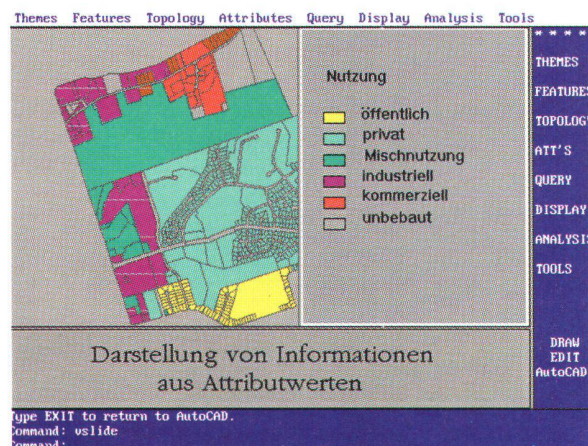 Themes Features Topology Attributes Query Display Analysis Tools
* * * *
THEMES
FEATURES
TOPOLOGY
ATT'S
QUERY
DISPLAY
ANALYSIS
TOOLS
DRAW
EDIT
AutoCAD
Nutzung
öffentlich
privat
Mischnutzung
industriell
kommerziell
unbebaut
Darstellung von Informationen
aus Attributwerten
Type EXIT to return to AutoCAD.
Command: vslide
Command: